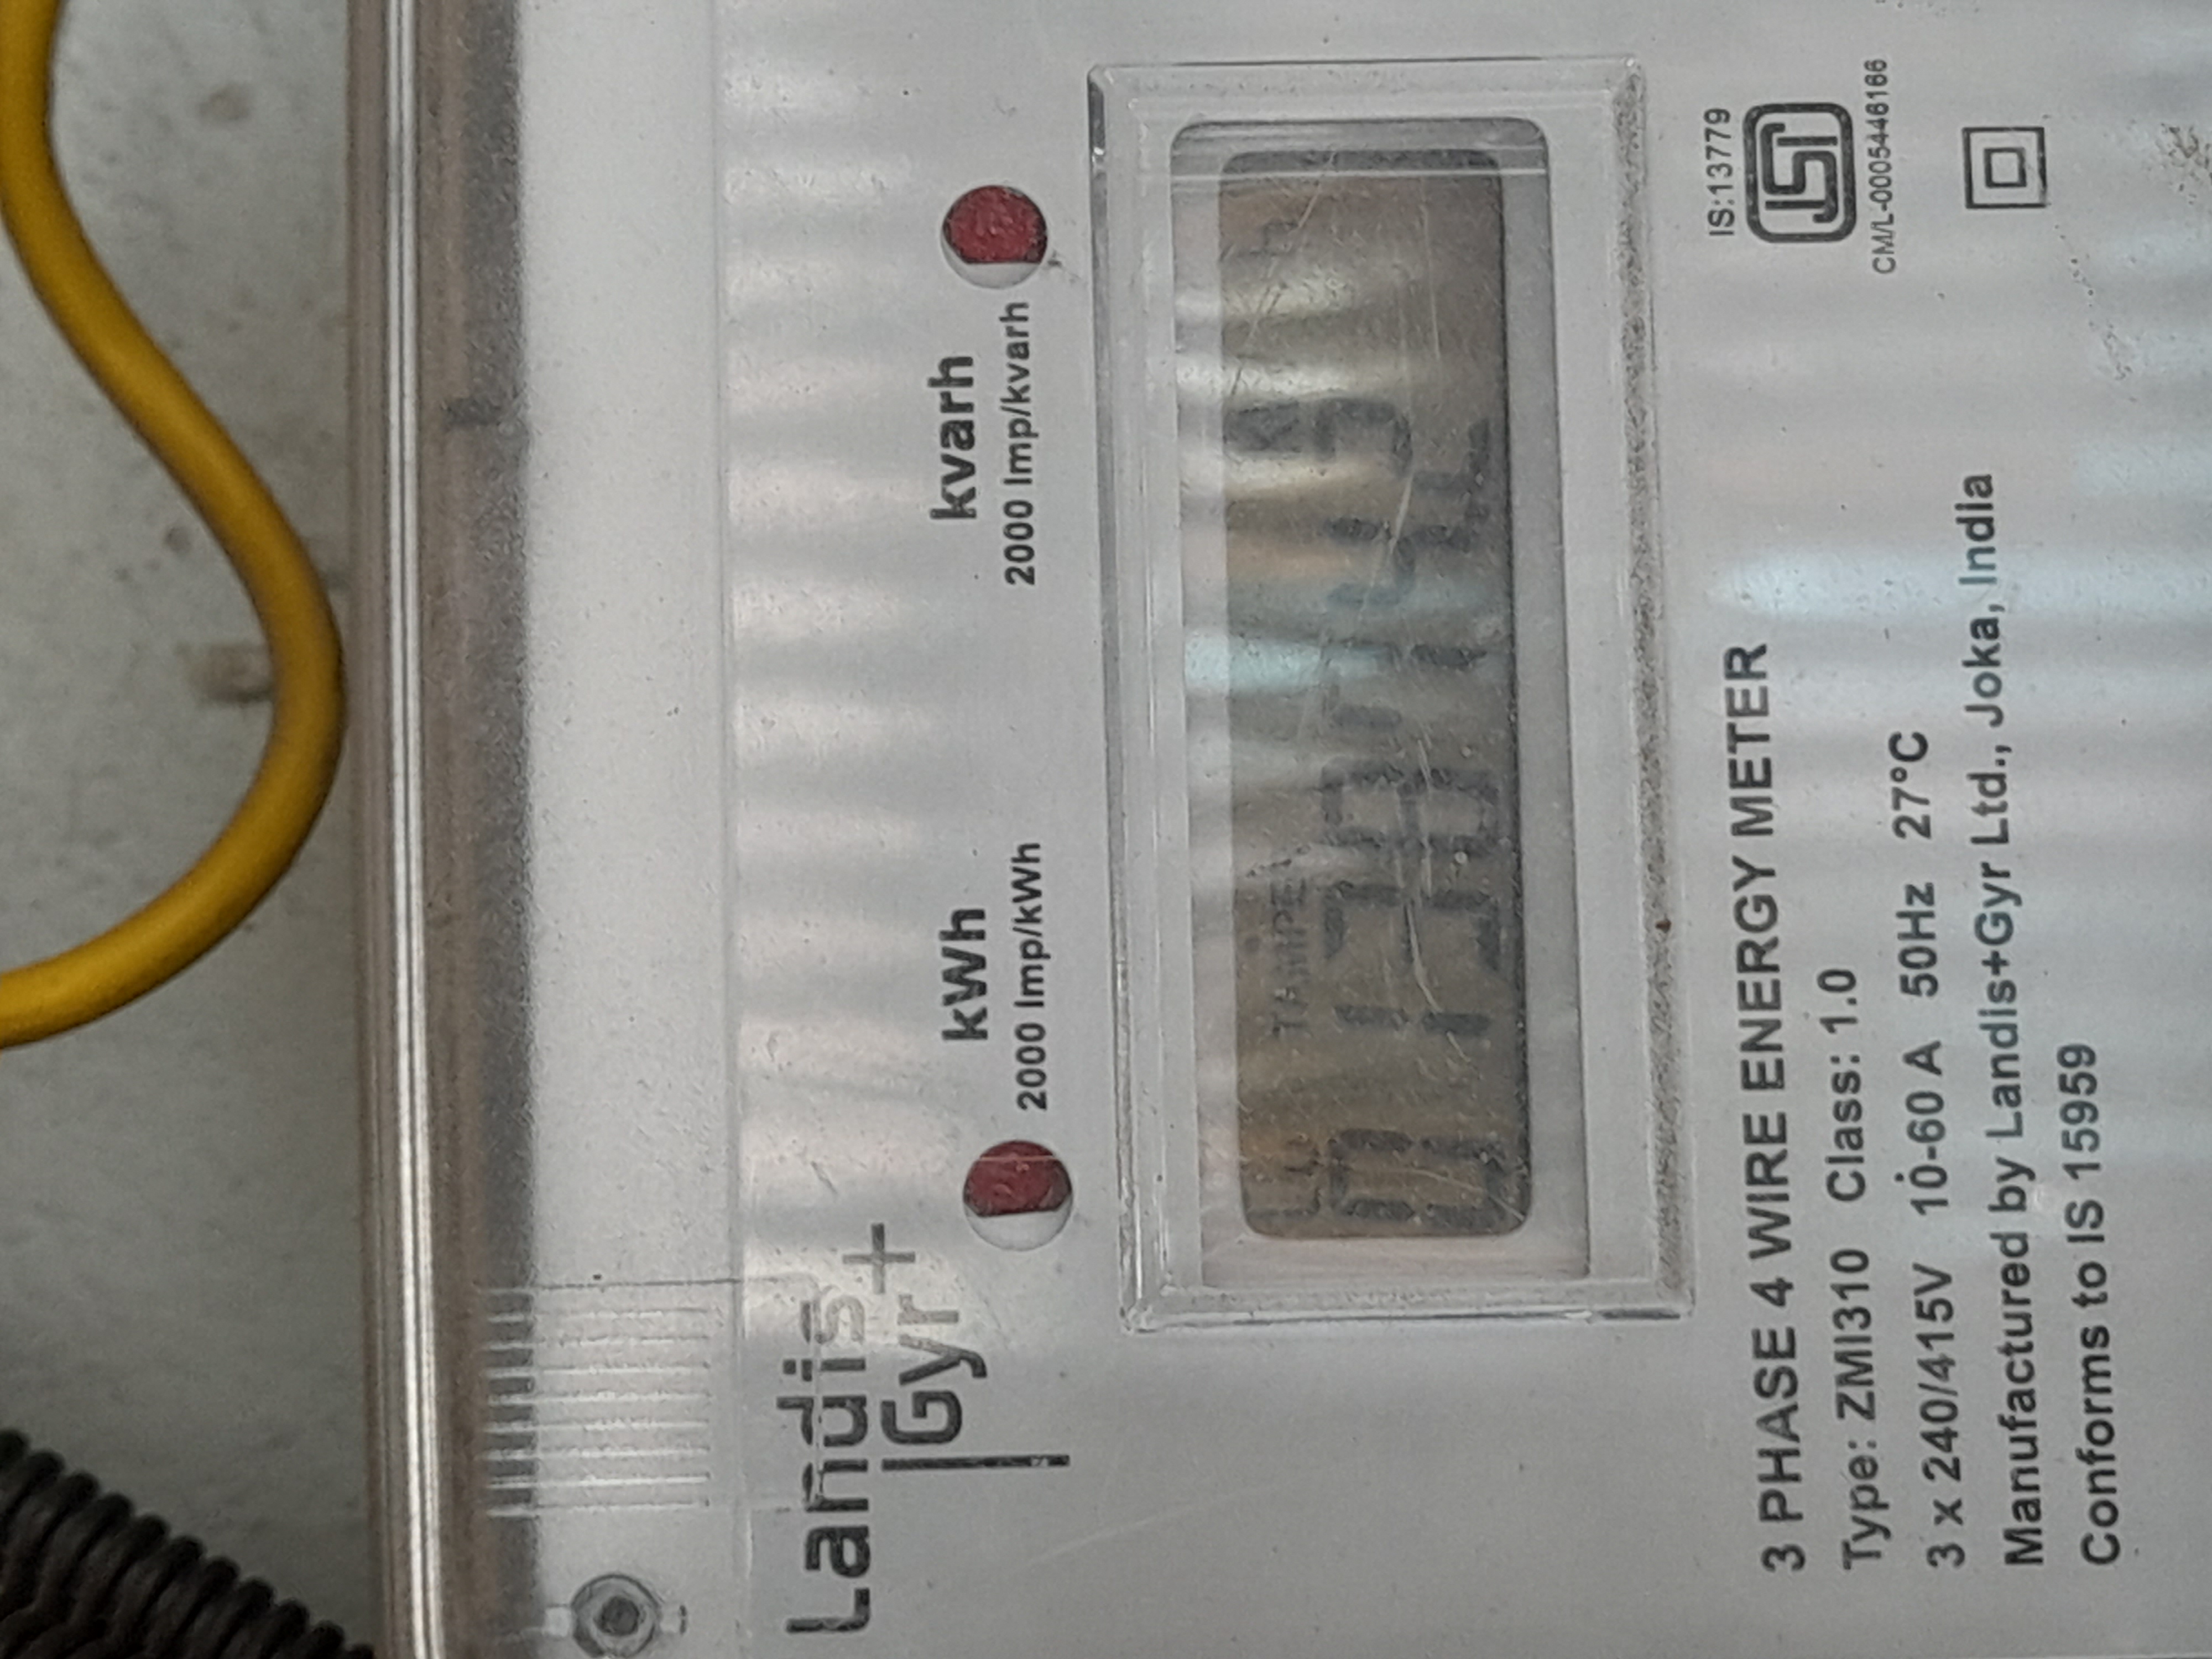 Landis+
Gyr
kWh
2000 Imp/kWh
kvarh
2000 Imp/kvarh
TAMPER
3 PHASE 4 WIRE ENERGY METER
Type: ZMI310 Class: 1.0
3 x 240/415V 10-60 A 50Hz 27°C
Manufactured by Landis+Gyr Ltd., Joka, India
Conforms to IS 15959
IS:13779
ISI
CM/L-0005446166